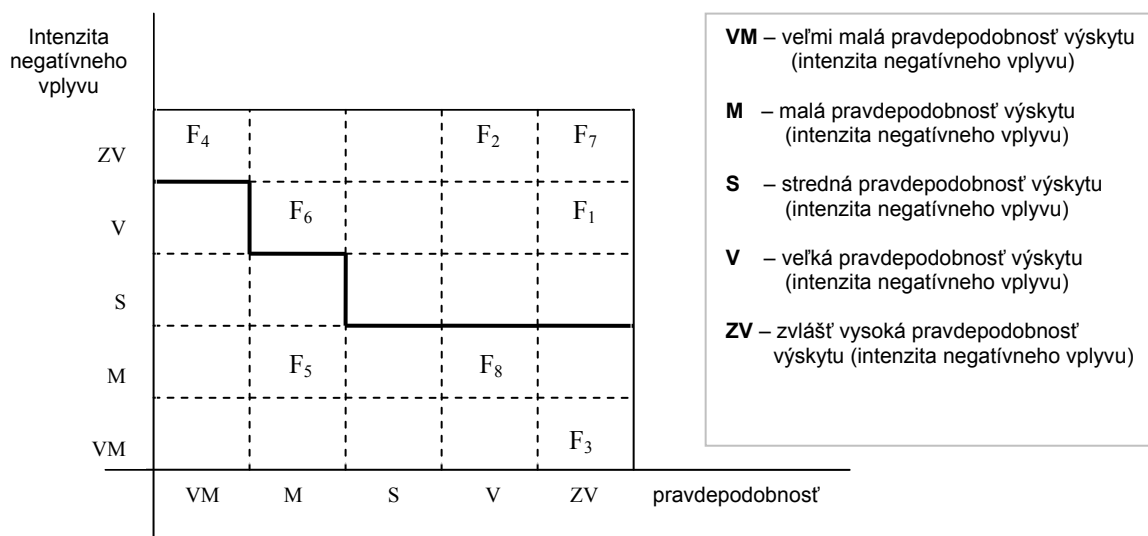 Intenzita
negatívneho
vplyvu
ZV
V
S
M
VM
F4
F2
F7
F6
F1
F5
F8
F3
VM
M
S
V
ZV
pravdepodobnosť
VM – veľmi malá pravdepodobnosť výskytu
(intenzita negatívneho vplyvu)
M – malá pravdepodobnosť výskytu
(intenzita negatívneho vplyvu)
S – stredná pravdepodobnosť výskytu
(intenzita negatívneho vplyvu)
V – veľká pravdepodobnosť výskytu
(intenzita negatívneho vplyvu)
ZV – zvlášť vysoká pravdepodobnosť
výskytu (intenzita negatívneho vplyvu)